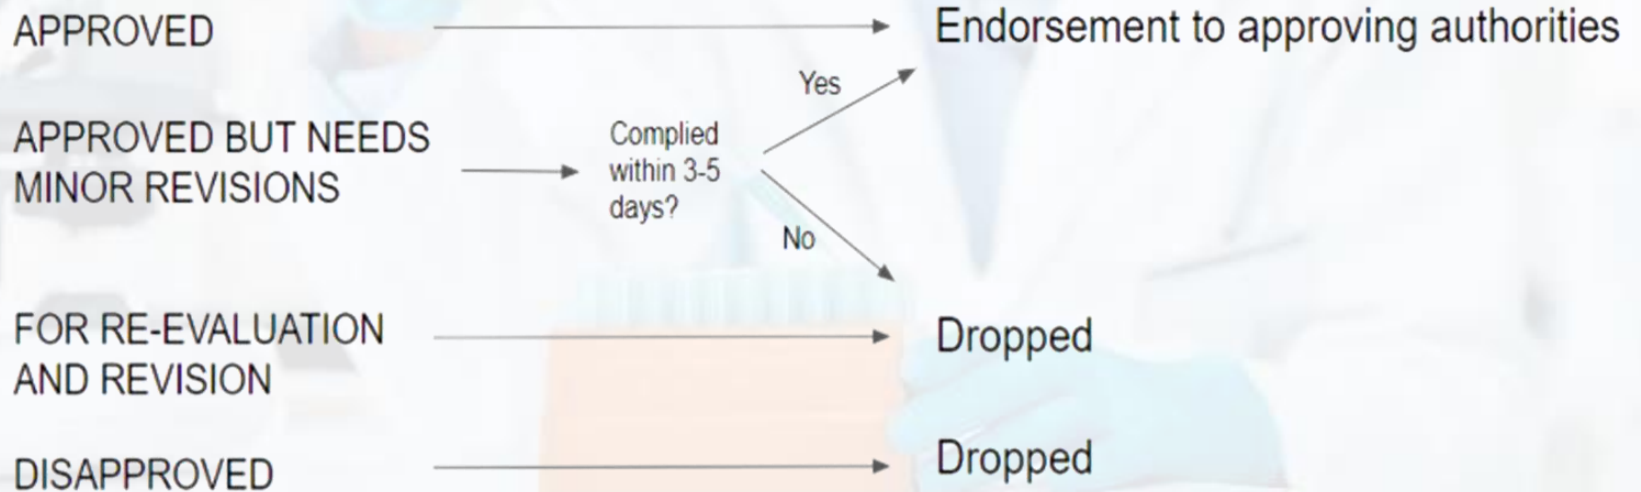 APPROVED
Endorsement to approving authorities
Yes
APPROVED BUT NEEDS
MINOR REVISIONS
Complied
within 3-5
days?
No
FOR RE-EVALUATION
AND REVISION
Dropped
DISAPPROVED
Dropped